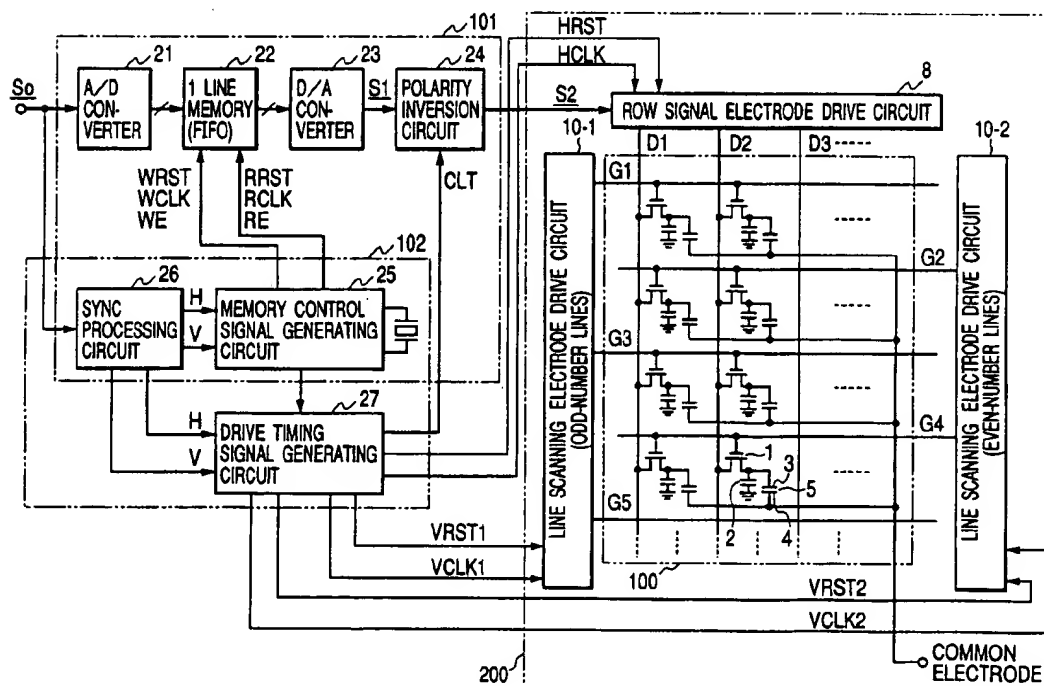 101
HRST
HCLK
21
22
23
24
So
A/D
CON-
VERTER
1 LINE
MEMORY
(FIFO)
D/A
CONVERTER
S1
POLARITY
INVERSION
CIRCUIT
S2
8
ROW SIGNAL ELECTRODE DRIVE CIRCUIT
10-1
D1
D2
D3
10-2
WRST
WCLK
WE
RRST
RCLK
RE
CLT
G1
G2
G3
G4
G5
LINE SCANNING ELECTRODE DRIVE CIRCUIT
(ODD-NUMBER LINES)
LINE SCANNING ELECTRODE DRIVE CIRCUIT
(EVEN-NUMBER LINES)
102
26
25
SYNC
PROCESSING
CIRCUIT
H
V
MEMORY CONTROL
SIGNAL GENERATING
CIRCUIT
27
H
V
DRIVE TIMING
SIGNAL GENERATING
CIRCUIT
1
3
5
2
4
100
VRST1
VCLK1
VRST2
VCLK2
200
COMMON
ELECTRODE